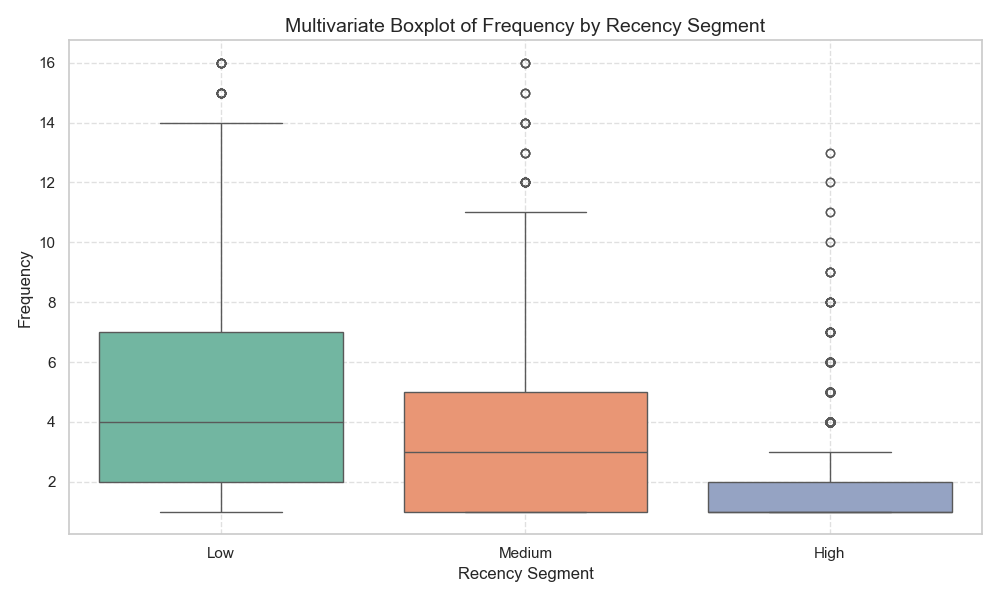 Multivariate Boxplot of Frequency by Recency Segment
16
14
12
10
8
6
4
2
Frequency
Low
Medium
High
Recency Segment